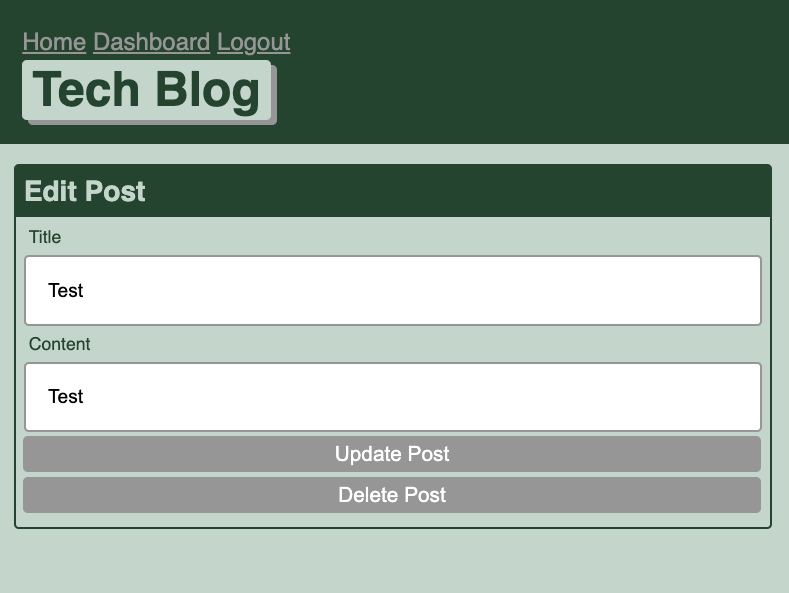 Home Dashboard Logout
Tech Blog
Edit Post
Title
Test
Content
Test
Update Post
Delete Post